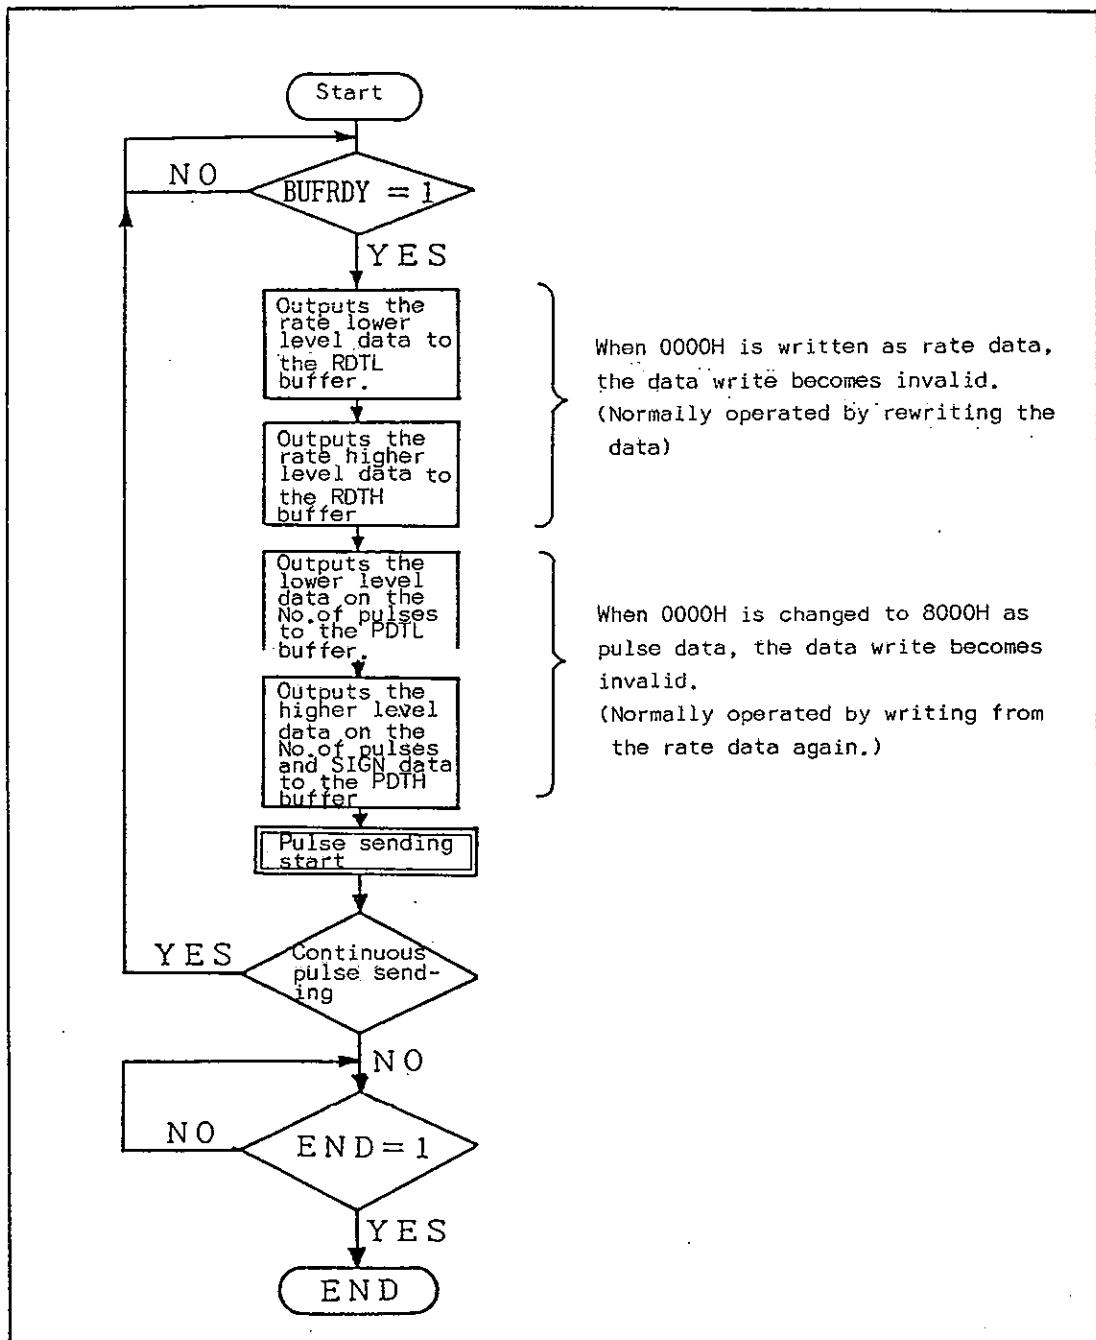 Start
NO
BUFRDY = 1
YES
Outputs the
rate lower
level data to
the RDTL
buffer.
Outputs the
rate higher
level data to
the RDTH
buffer
When 0000H is written as rate data,
the data write becomes invalid.
(Normally operated by rewriting the
data)
Outputs the
lower level
data on the
No.of pulses
to the PDTL
buffer.
Outputs the
higher level
data on the
No.of pulses
and SIGN data
to the PDTH
buffer
When 0000H is changed to 8000H as
pulse data, the data write becomes
invalid.
(Normally operated by writing from
the rate data again.)
Pulse sending
start
YES
Continuous
pulse send-
ing
NO
NO
END=1
YES
END